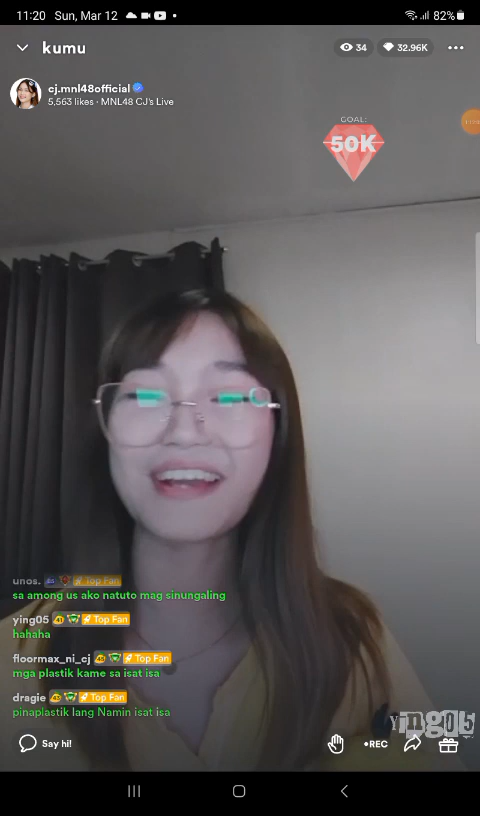 11:20 Sun, Mar 12 82%
kumu 34 32.96K
cj.mnl48official
5,563 likes · MNL48 CJ's Live
GOAL:
50K
unos. Top Fan
sa among us ako natuto mag sinungaling
ying05 41 Top Fan
hahaha
floormax_ni_cj Top Fan
mga plastik kame sa isat isa
dragie Top Fan
pinaplastik lang Namin isat isa
Say hi! •REC
ying05